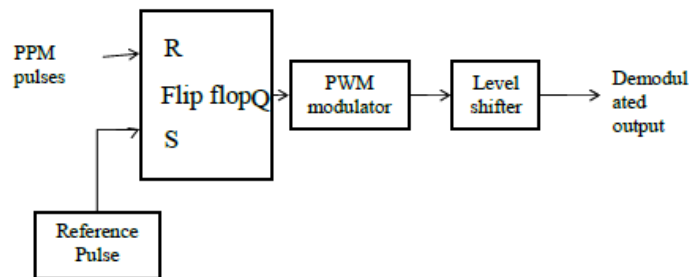 PPM
pulses
R
Flip flopQ
S
Reference
Pulse
PWM
modulator
Level
shifter
Demodul
ated
output